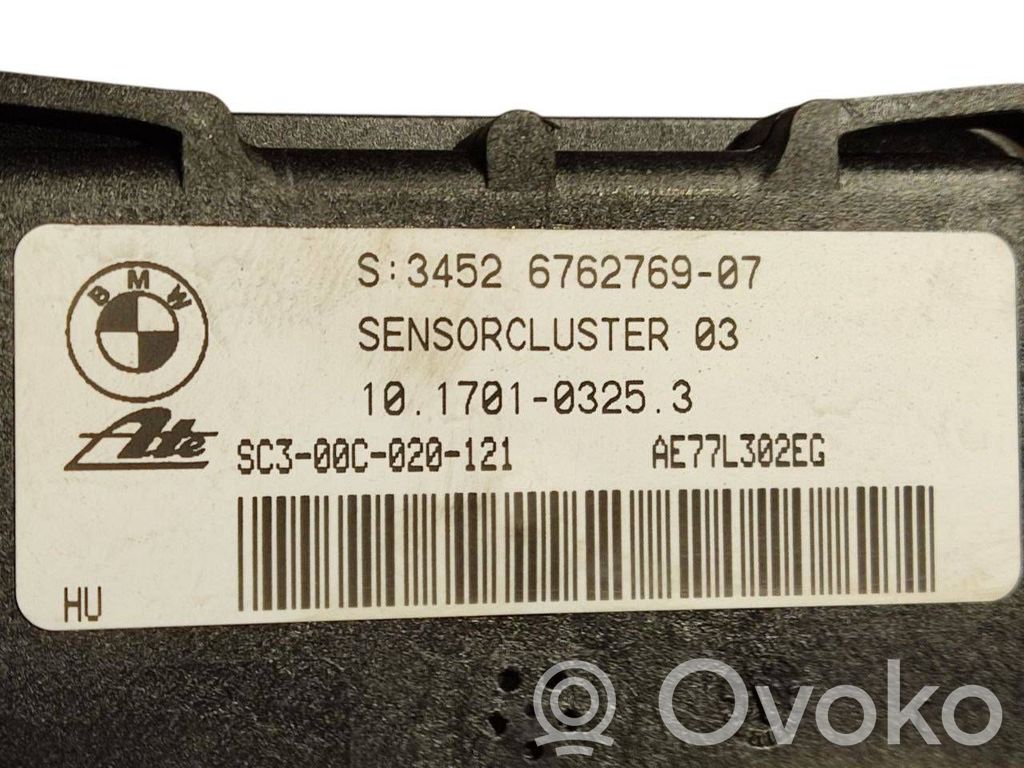 BMW
S:3452 6762769-07
SENSORCLUSTER 03
Ate
10.1701-0325.3
SC3-00C-020-121 AE77L302EG
HU
Ovoko